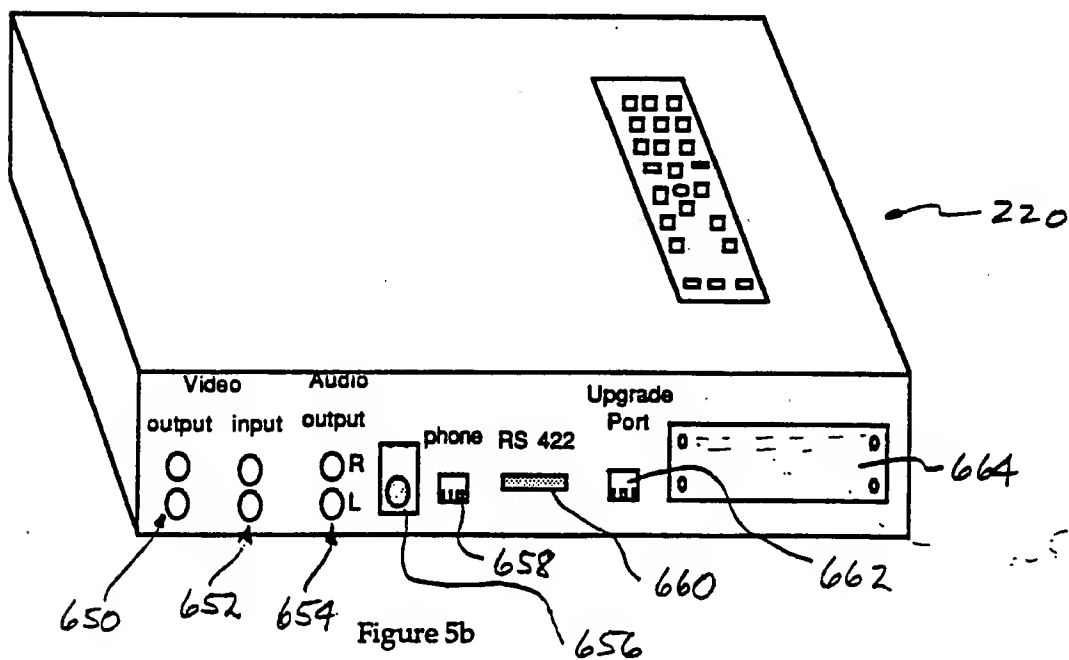 220
Video Audio
output input output
Upgrade
Port
phone RS 422
R
L
664
650
652
654
658
660
662
Figure 5b
656